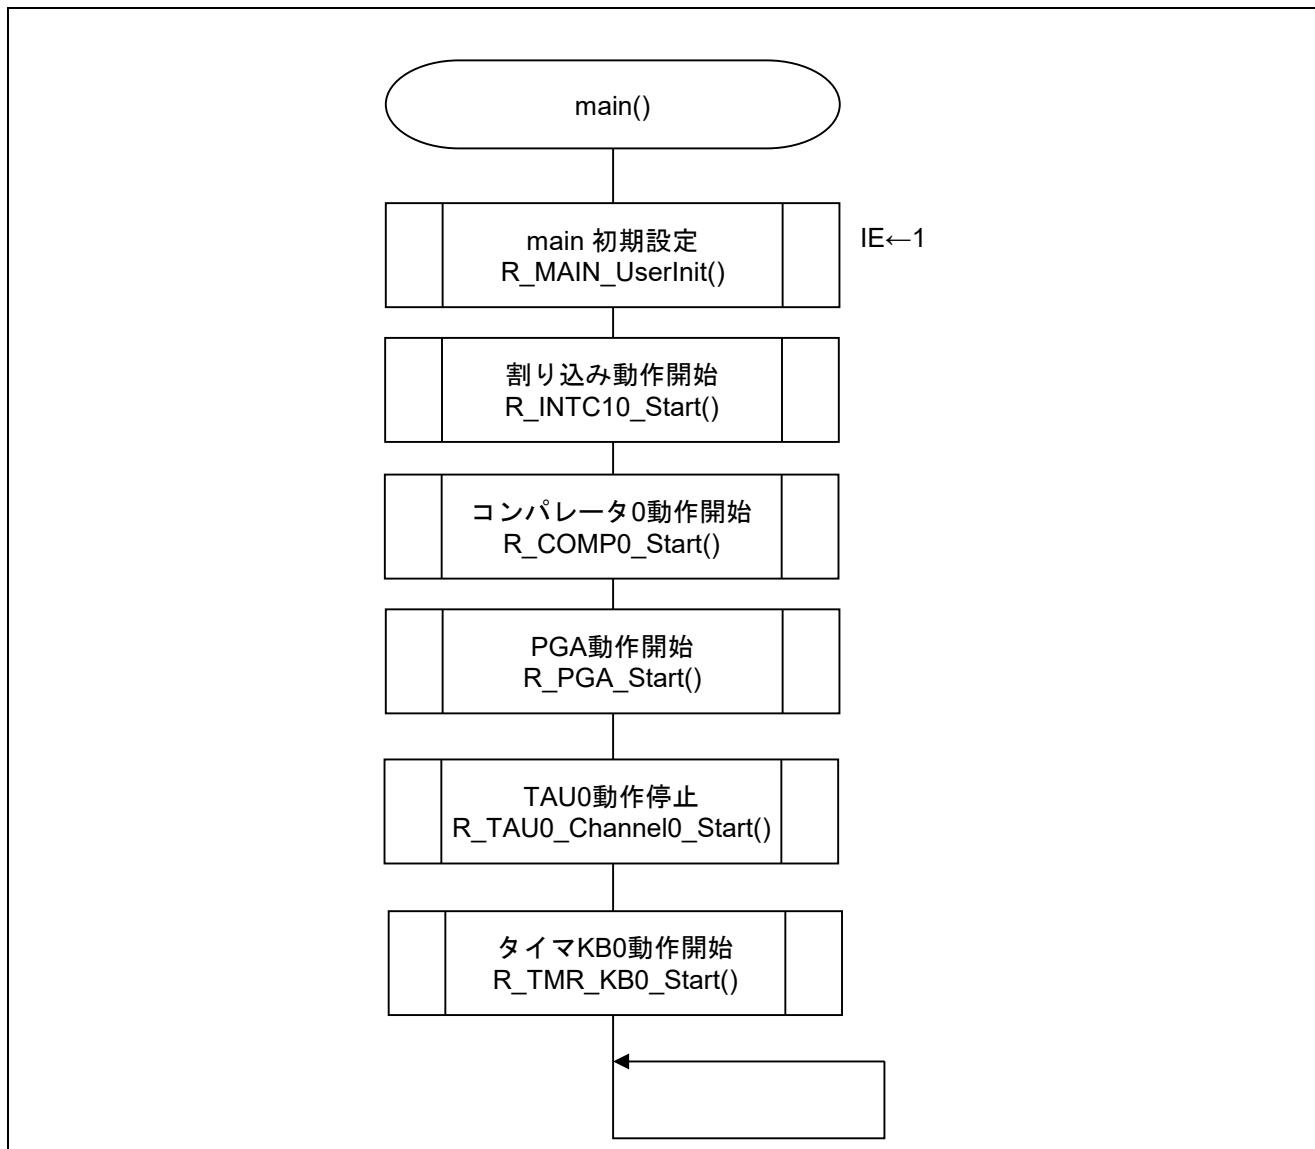 main()
main 初期設定
R_MAIN_UserInit()
IE←1
割り込み動作開始
R_INTC10_Start()
コンパレータ0動作開始
R_COMP0_Start()
PGA動作開始
R_PGA_Start()
TAU0動作停止
R_TAU0_Channel0_Start()
タイマKB0動作開始
R_TMR_KB0_Start()